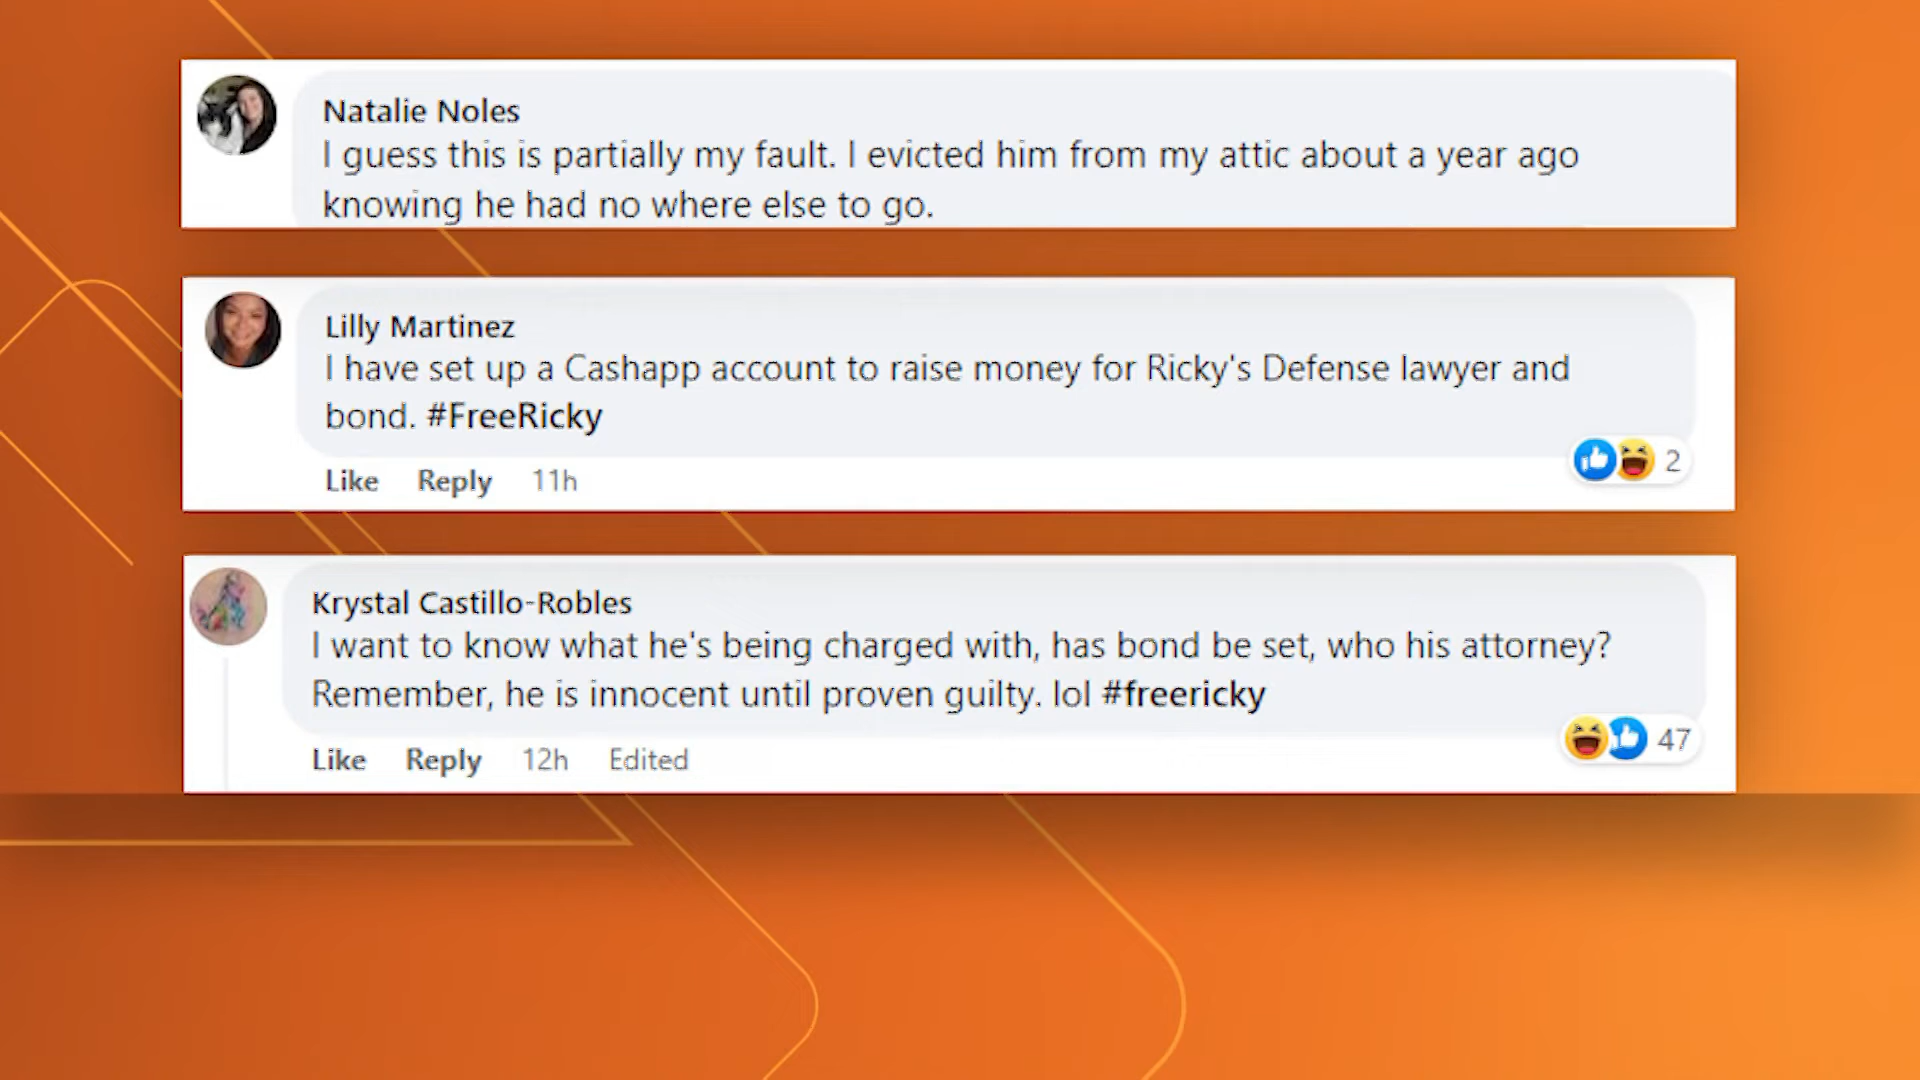 Natalie Noles
I guess this is partially my fault. I evicted him from my attic about a year ago
knowing he had no where else to go.
Lilly Martinez
I have set up a Cashapp account to raise money for Ricky's Defense lawyer and
bond. #FreeRicky
Like Reply 11h
2
Krystal Castillo-Robles
I want to know what he's being charged with, has bond be set, who his attorney?
Remember, he is innocent until proven guilty. lol #freericky
Like Reply 12h Edited
47